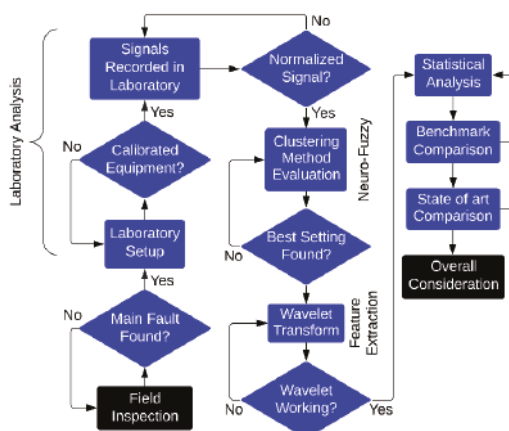 No
Signals
Recorded in
Laboratory
Normalized
Signal?
Statistical
Analysis
Yes
Yes
Laboratory Analysis
No
Calibrated
Equipment?
Clustering
Method
Evaluation
Neuro-Fuzzy
Benchmark
Comparison
Laboratory
Setup
No
Best Setting
Found?
State of art
Comparison
Yes
Overall
Consideration
No
Main Fault
Found?
Wavelet
Transform
Feature
Extraction
Field
Inspection
No
Wavelet
Working?
Yes